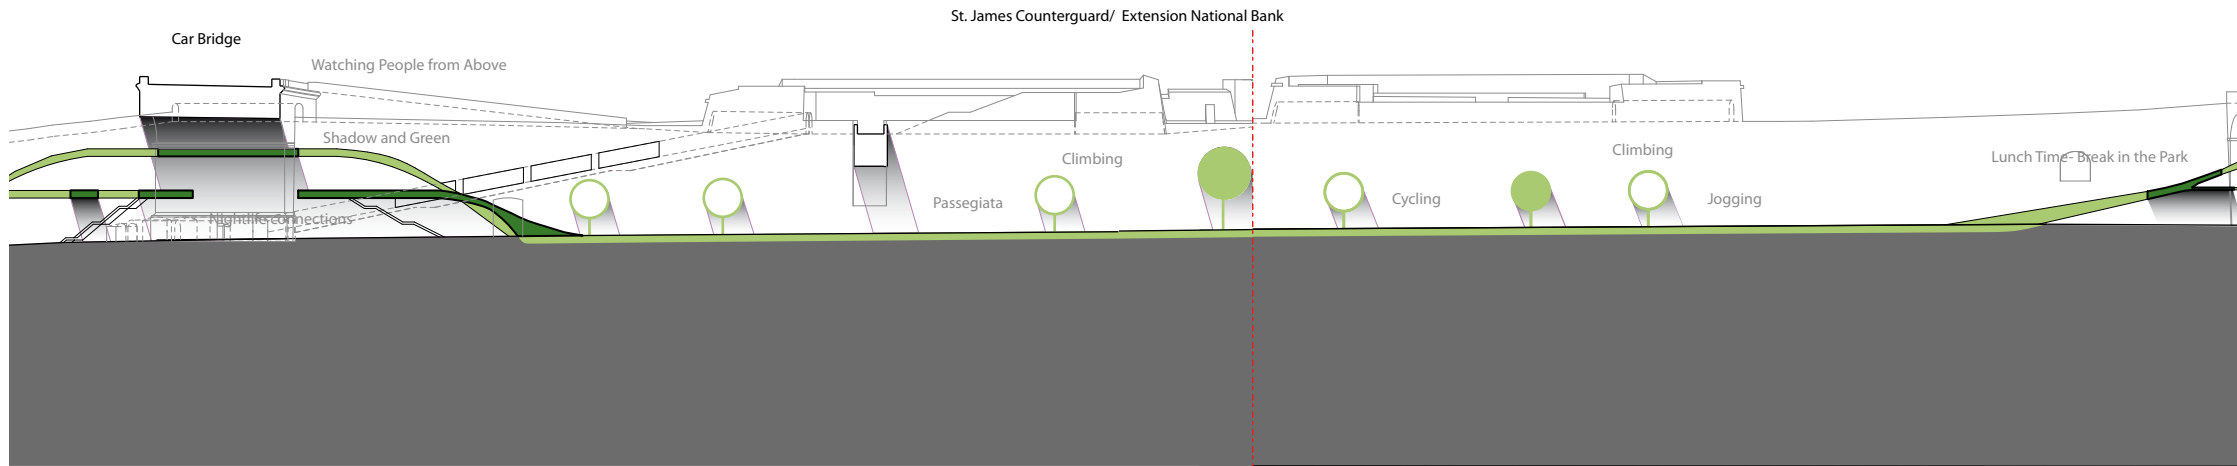 St. James Counterguard/ Extension National Bank
Car Bridge
Watching People from Above
Shadow and Green
Climbing
Climbing
Lunch Time- Break in the Park
Passegiata
Cycling
Jogging
Nightlife connections